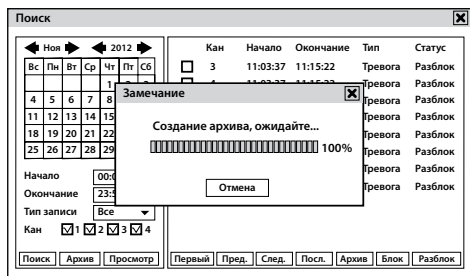 Поиск
Ноя 2012
Вс Пн Вт Ср Чт Пт Сб
1
4 5 6 7 8
11 12 13 14 15
18 19 20 21 22
25 26 27 28 29
Начало 00:0
Окончание 23:5
Тип записи Все
Кан 1 2 3 4
Поиск Архив Просмотр
Кан Начало Окончание Тип Статус
3 11:03:37 11:15:22 Тревога Разблок
Тревога Разблок
Тревога Разблок
Тревога Разблок
Тревога Разблок
Тревога Разблок
Тревога Разблок
Тревога Разблок
Замечание
Создание архива, ожидайте...
100%
Отмена
Первый Пред. След. Посл. Архив Блок Разблок